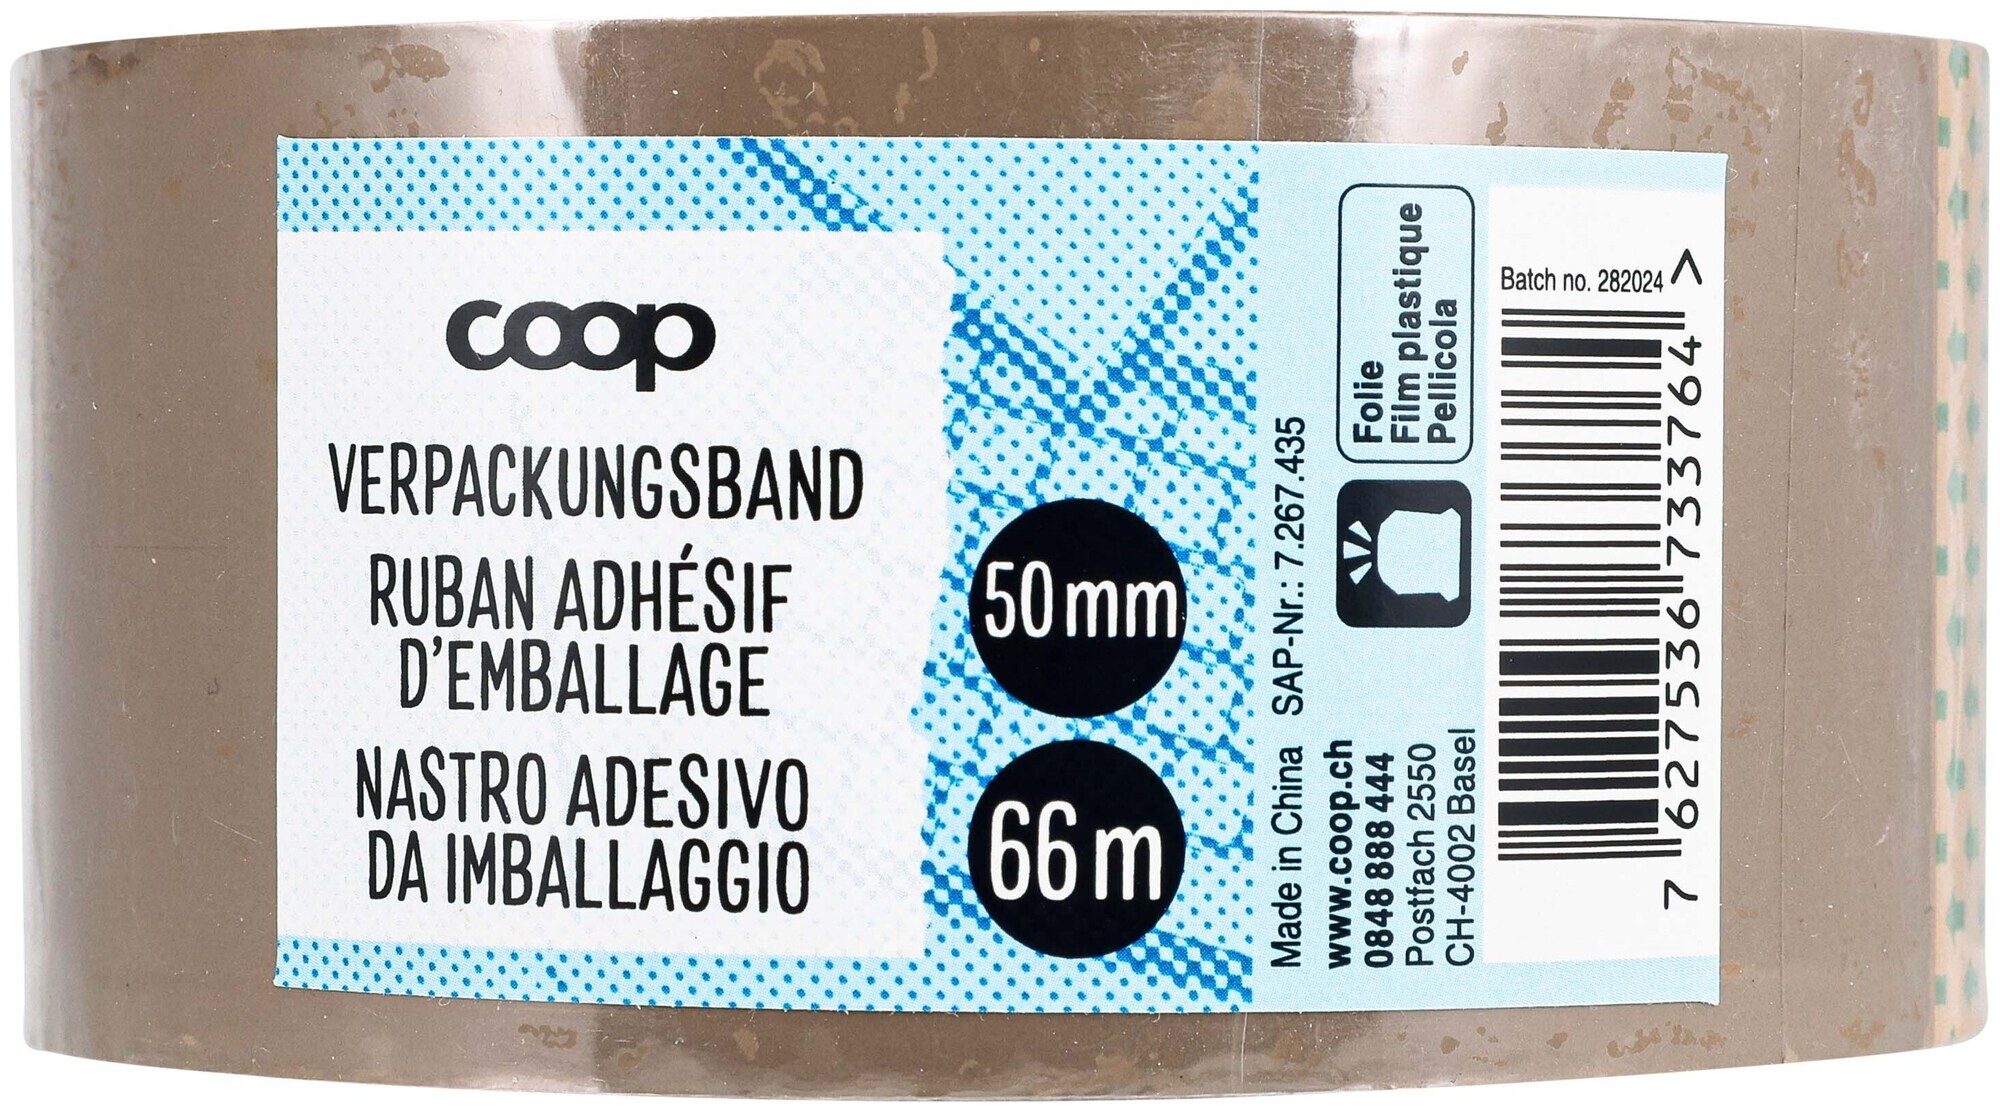 coop
VERPACKUNGSBAND
RUBAN ADHÉSIF
D'EMBALLAGE
NASTRO ADESIVO
DA IMBALLAGGIO
50 mm
66 m
Made in China SAP-Nr.: 7.267.435
www.coop.ch
0848 888 444
Postfach 2550
CH-4002 Basel
Folie
Film plastique
Pellicola
Batch no. 282024
7 627536 733764 >